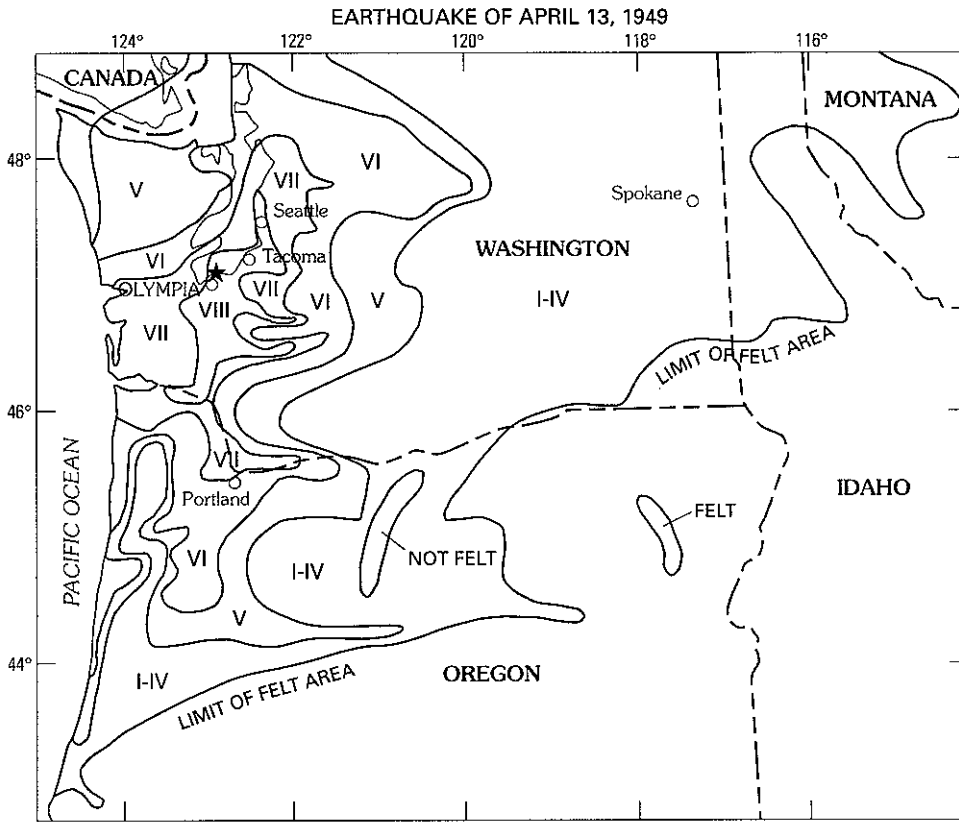 EARTHQUAKE OF APRIL 13, 1949
124° 122° 120° 118° 116°
CANADA
MONTANA
48°
VI
VII
V
Spokane
Seattle
WASHINGTON
VI
Tacoma
OLYMPIA
VII
VI
V
I-IV
VIII
VII
LIMIT OF FELT AREA
46°
VII
PACIFIC OCEAN
Portland
IDAHO
FELT
NOT FELT
VI
I-IV
V
44°
I-IV
LIMIT OF FELT AREA
OREGON